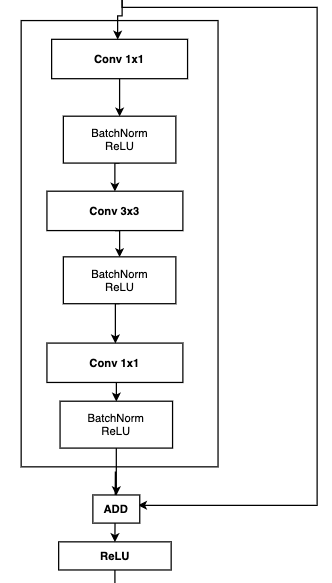 Conv 1x1
BatchNorm
ReLU
Conv 3x3
BatchNorm
ReLU
Conv 1x1
BatchNorm
ReLU
ADD
ReLU